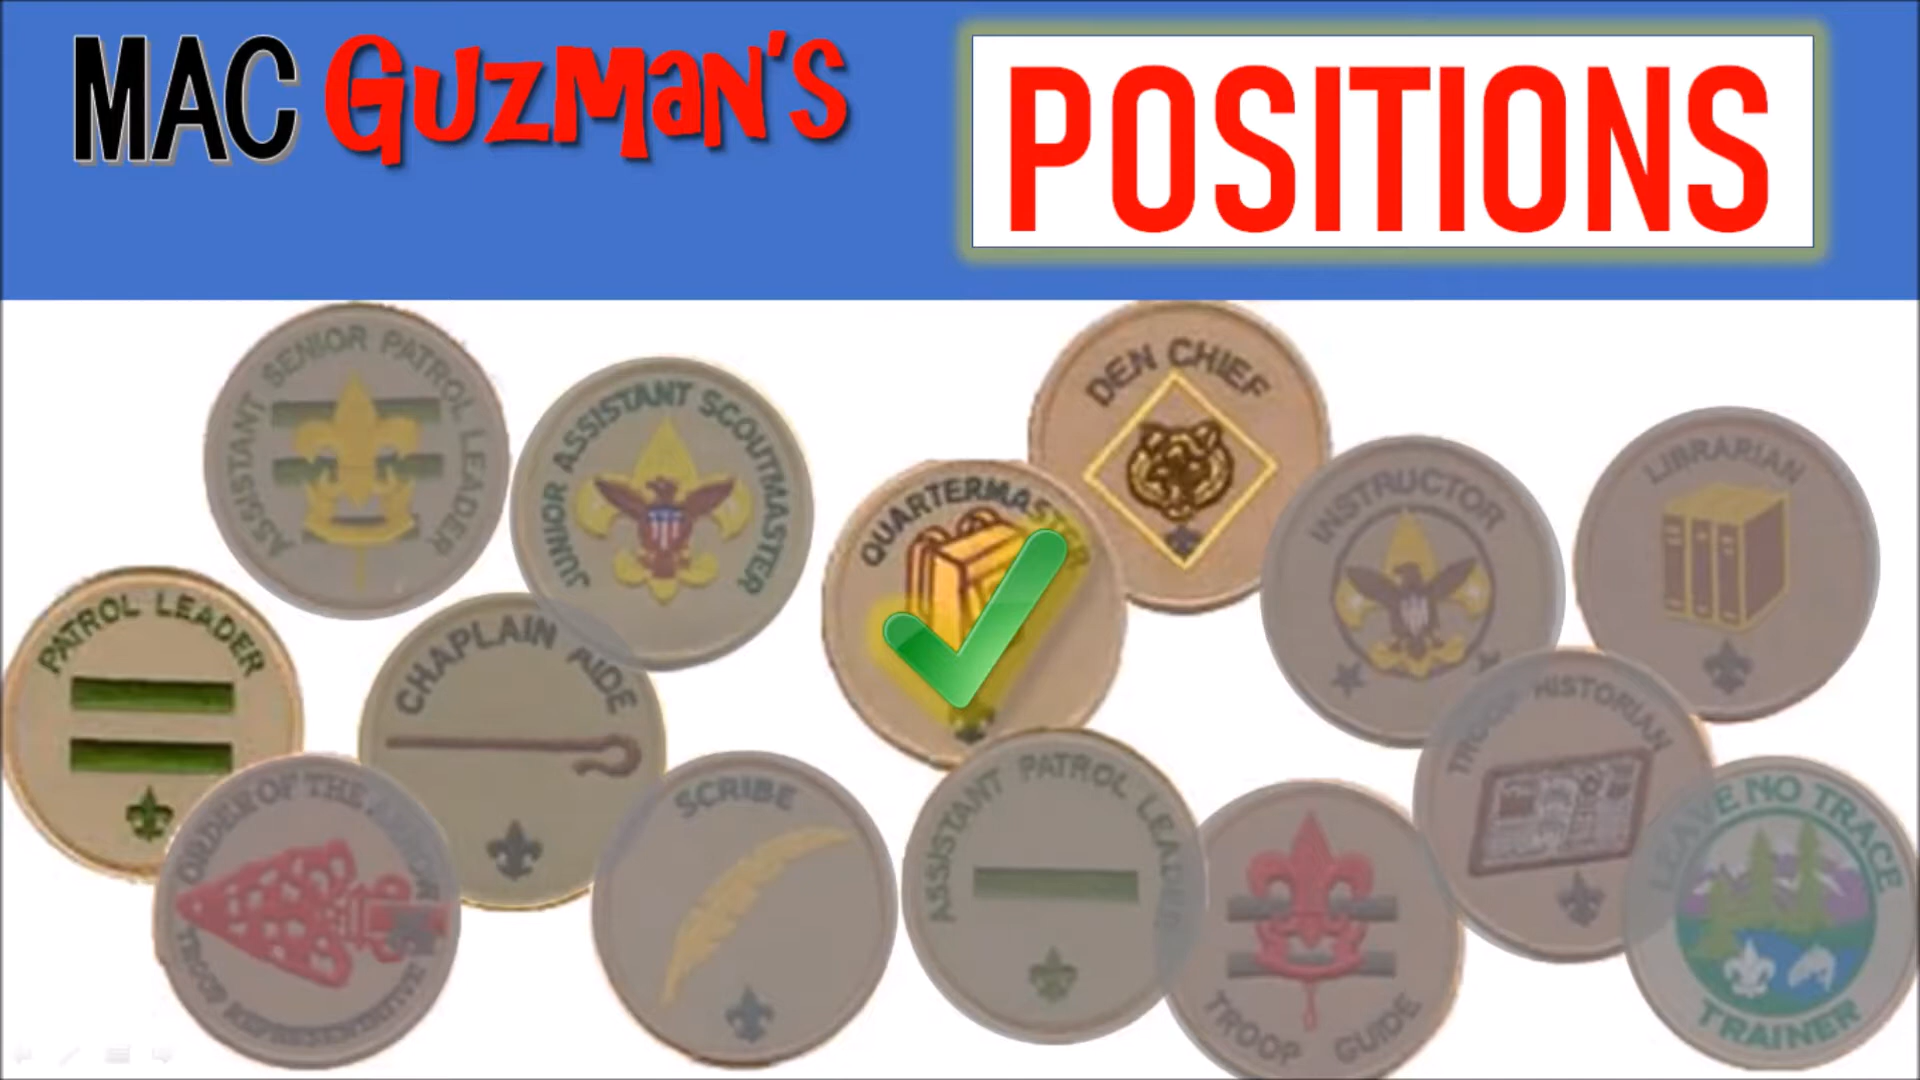 MAC GUZMAN'S
POSITIONS
ASSISTANT SENIOR PATROL LEADER
JUNIOR ASSISTANT SCOUTMASTER
DEN CHIEF
QUARTERMASTER
INSTRUCTOR
LIBRARIAN
PATROL LEADER
CHAPLAIN AIDE
TROOP HISTORIAN
ORDER OF THE ARROW
TROOP REPRESENTATIVE
SCRIBE
ASSISTANT PATROL LEADER
TROOP GUIDE
LEAVE NO TRACE
TRAINER